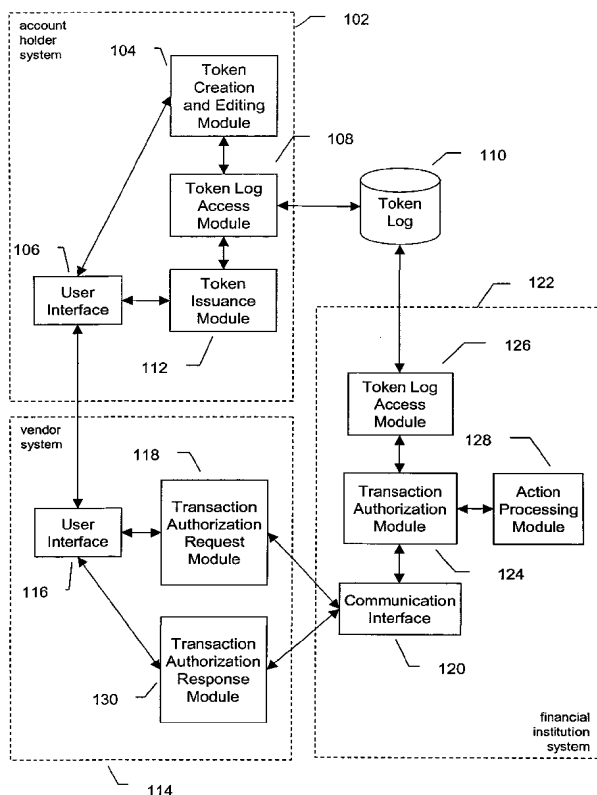 account
holder
system
102
104
Token
Creation
and Editing
Module
108
110
Token Log
Access
Module
Token
Log
106
User
Interface
Token
Issuance
Module
112
122
126
Token Log
Access
Module
vendor
system
118
128
User
Interface
Transaction
Authorization
Request
Module
Transaction
Authorization
Module
Action
Processing
Module
116
124
Communication
Interface
120
Transaction
Authorization
Response
Module
130
financial
institution
system
114